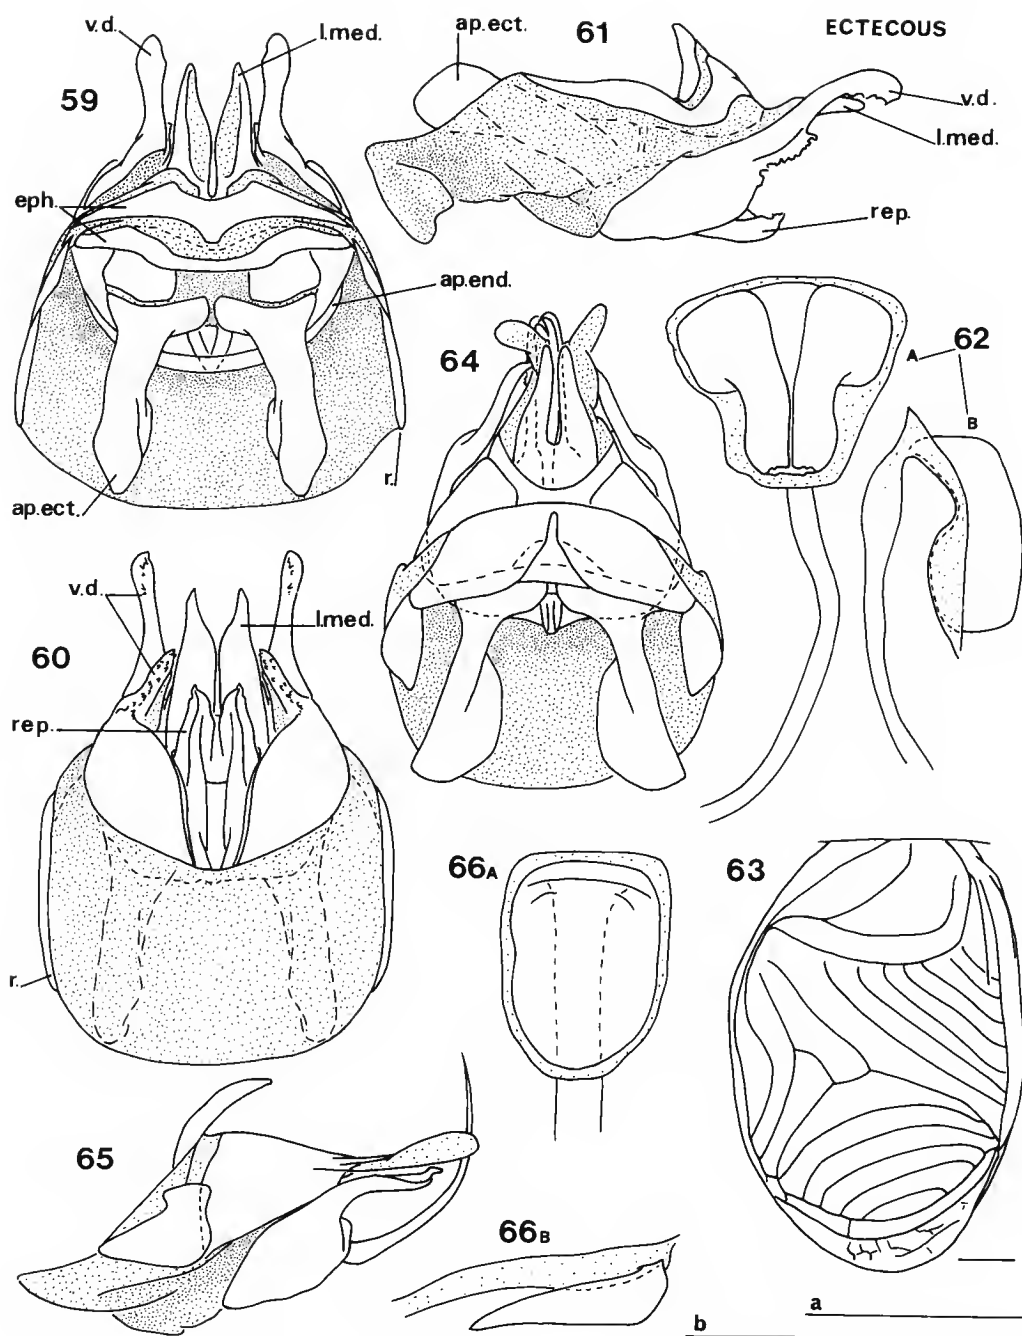 v.d.
l.med.
59
eph.
ap.end.
ap.ect.
r.
ap.ect.
61
ECTECOUS
v.d.
l.med.
rep.
64
A
62
B
v.d.
l.med.
60
rep.
r.
66A
63
65
66B
a
b